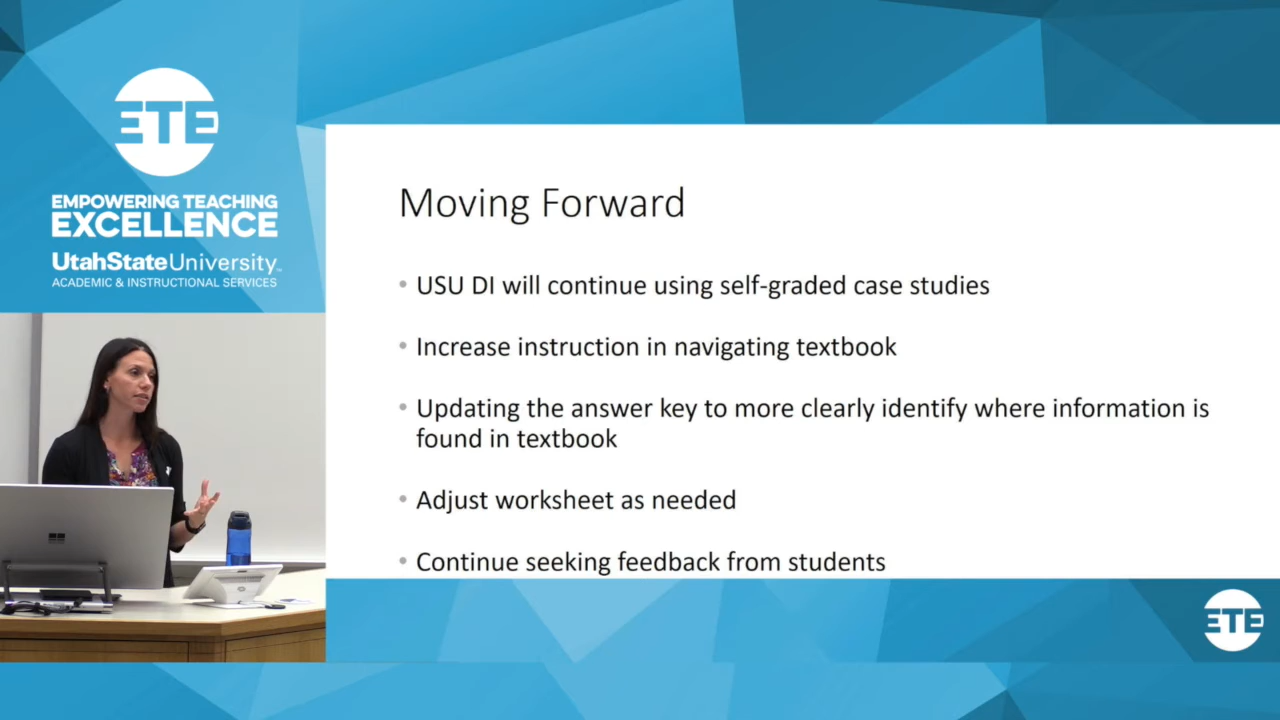 ETE
EMPOWERING TEACHING
EXCELLENCE
UtahStateUniversity
ACADEMIC & INSTRUCTIONAL SERVICES
Moving Forward
• USU DI will continue using self-graded case studies
• Increase instruction in navigating textbook
• Updating the answer key to more clearly identify where information is
found in textbook
• Adjust worksheet as needed
• Continue seeking feedback from students
ETE